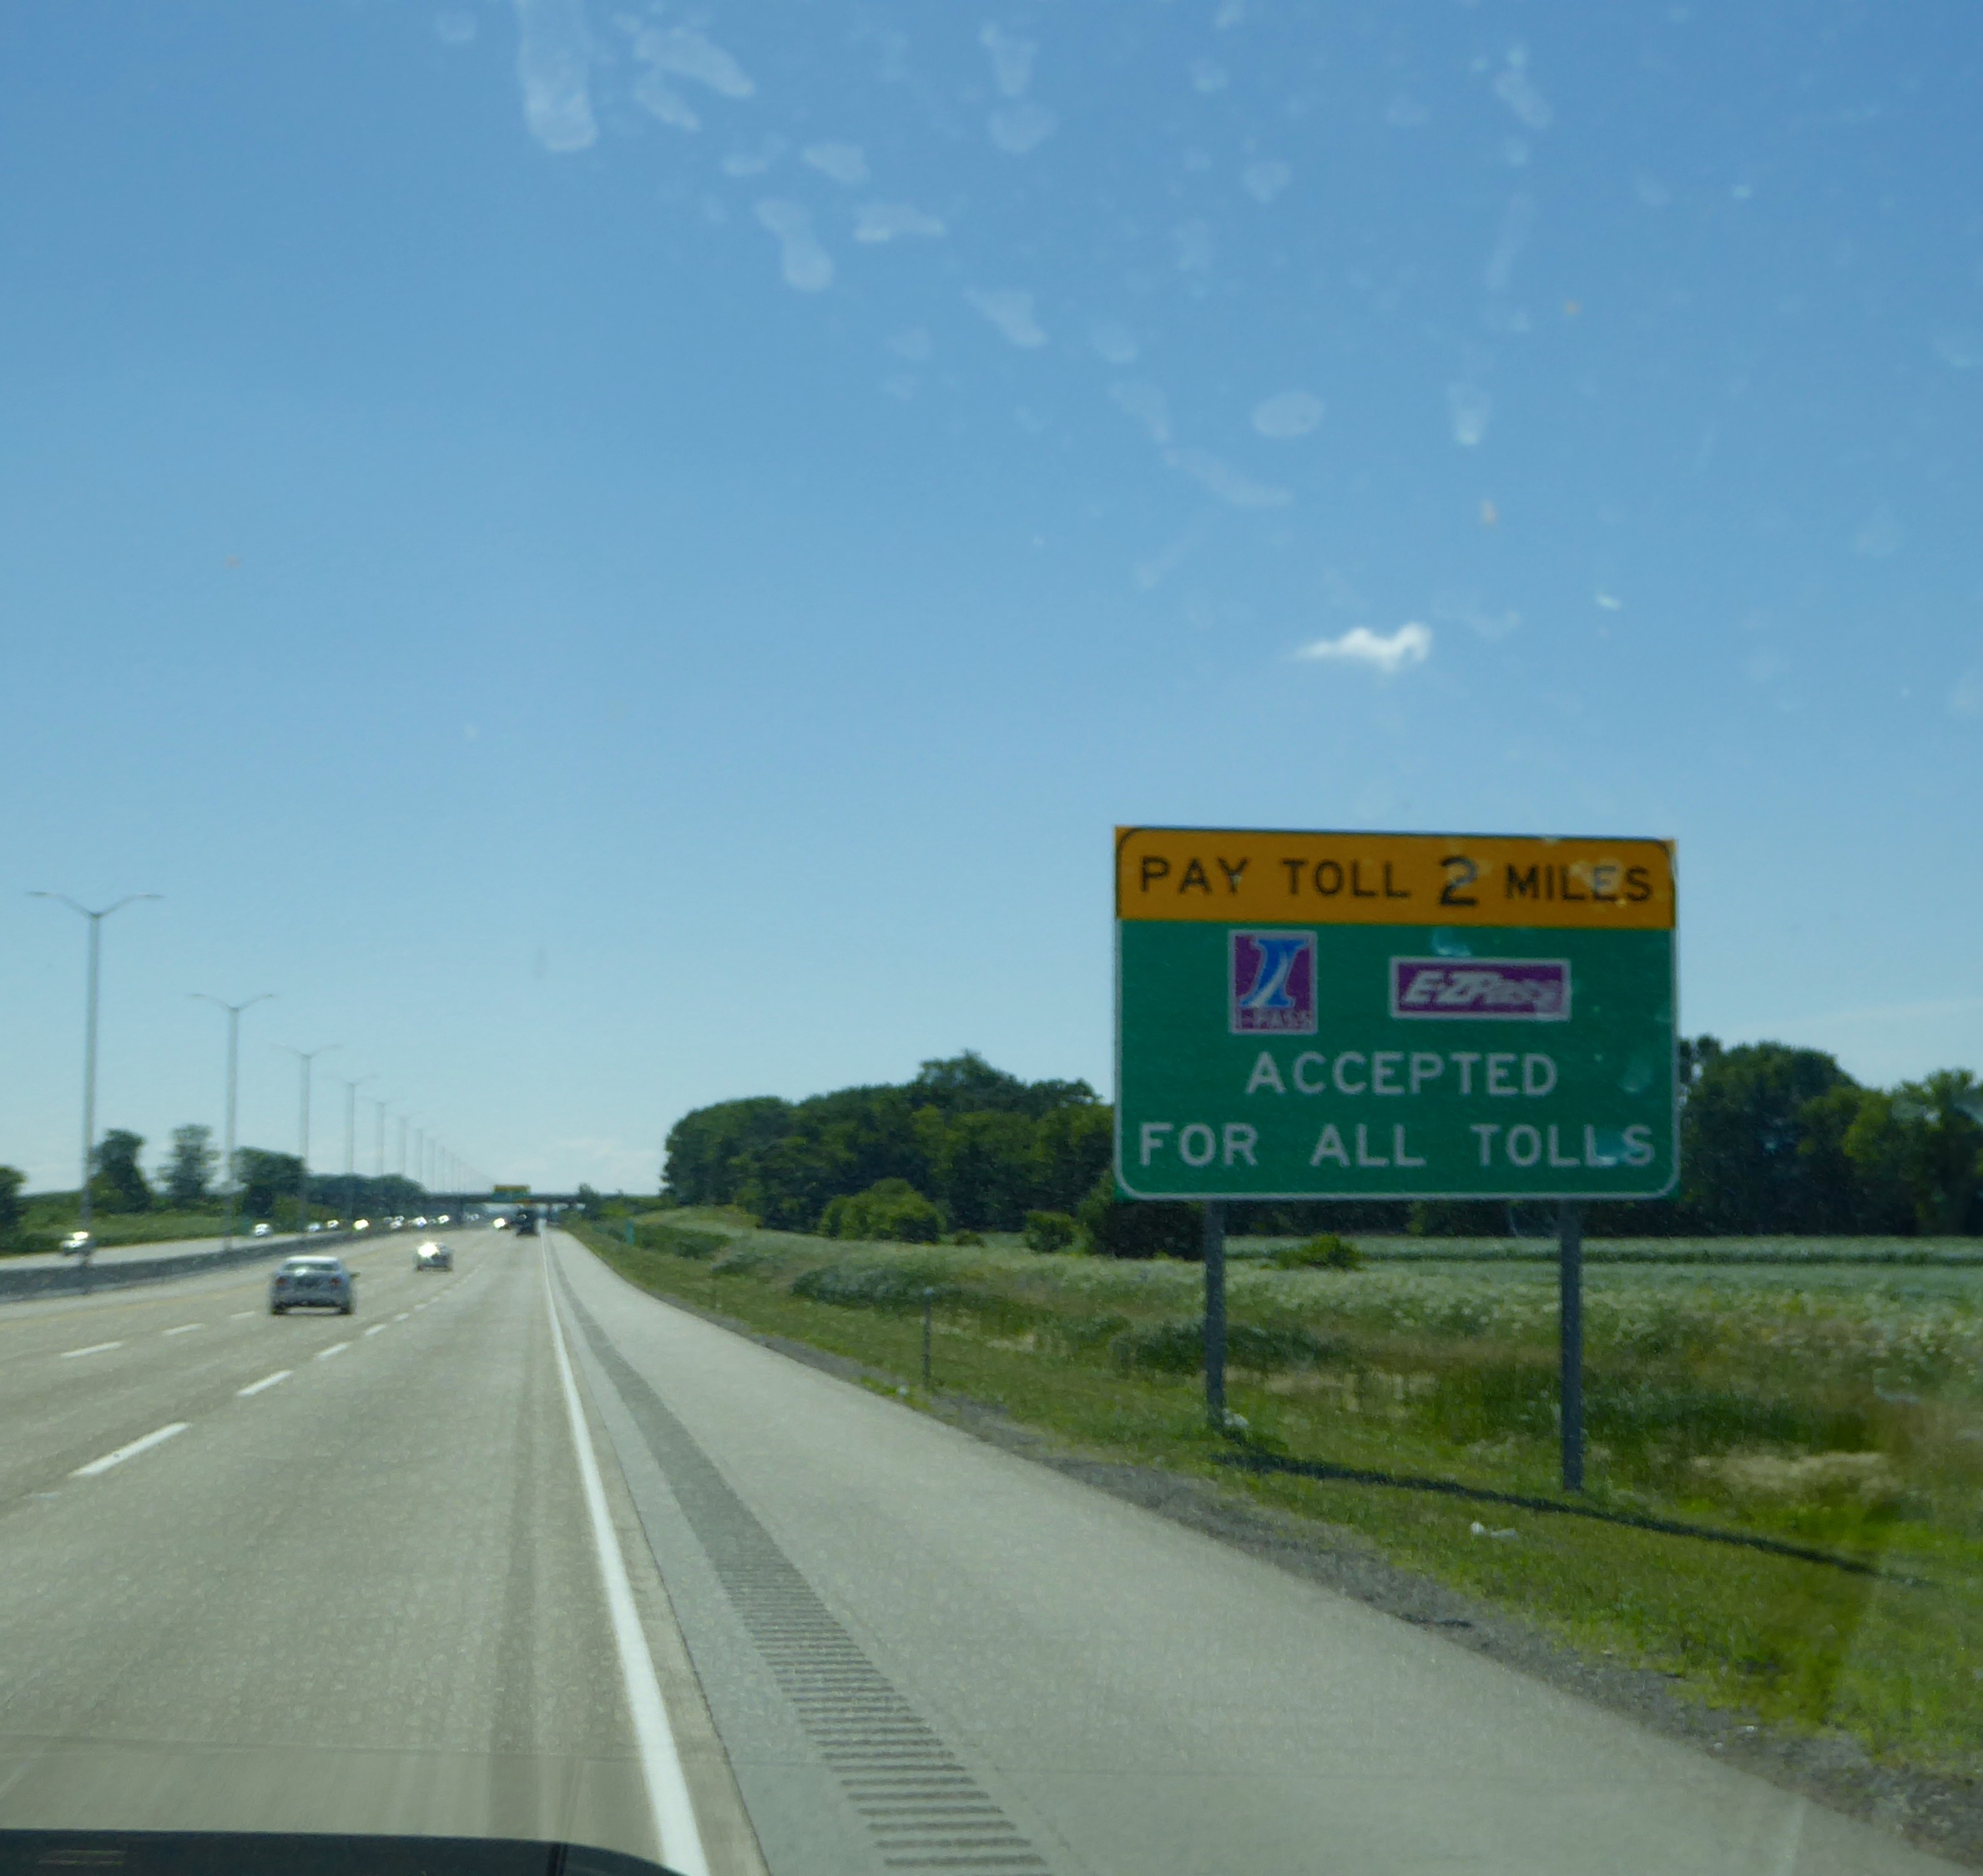 PAY TOLL 2 MILES
I-PASS E-ZPass
ACCEPTED
FOR ALL TOLLS